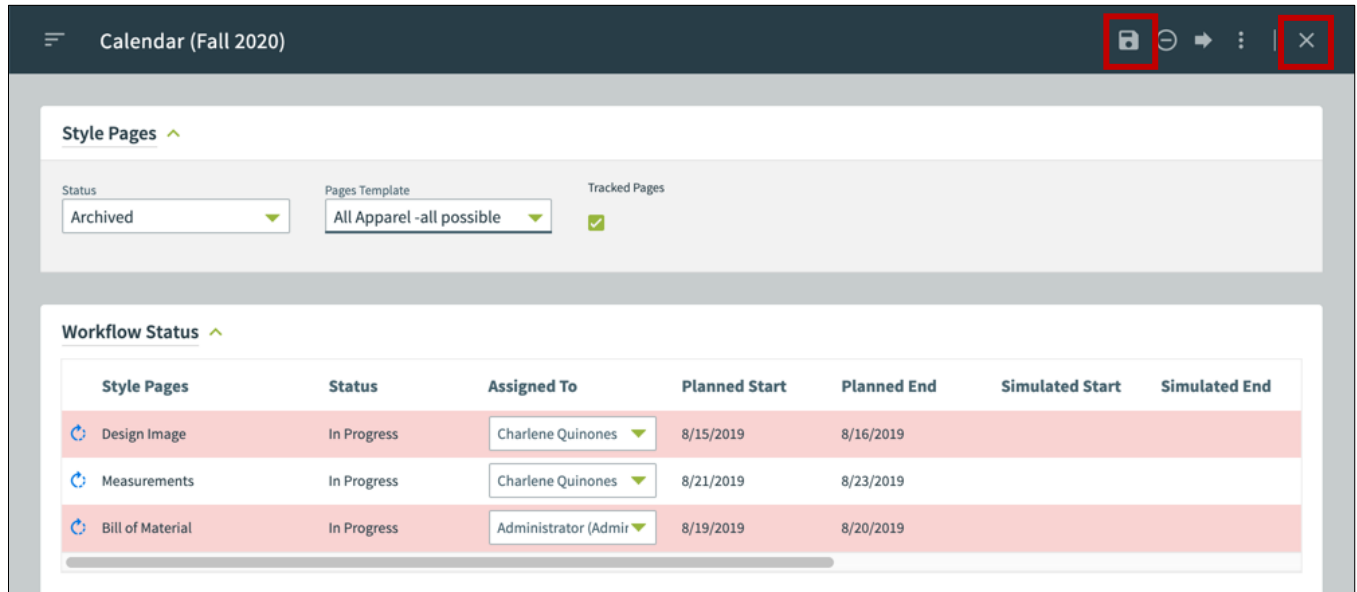 Calendar (Fall 2020)
Style Pages
Status Pages Template Tracked Pages
Archived All Apparel -all possible
Workflow Status
Style Pages Status Assigned To Planned Start Planned End Simulated Start Simulated End
Design Image In Progress Charlene Quinones 8/15/2019 8/16/2019
Measurements In Progress Charlene Quinones 8/21/2019 8/23/2019
Bill of Material In Progress Administrator (Admir 8/19/2019 8/20/2019